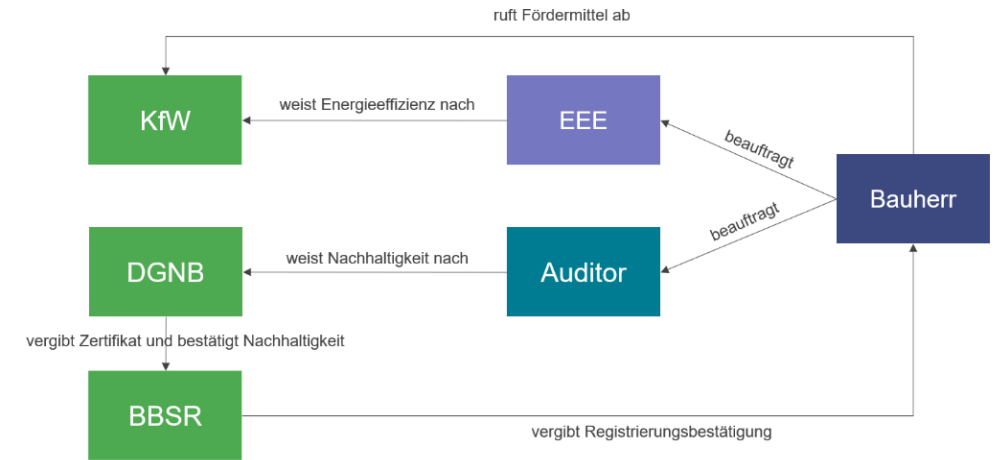 ruft Fördermittel ab
KfW
weist Energieeffizienz nach
EEE
beauftragt
Bauherr
beauftragt
DGNB
weist Nachhaltigkeit nach
Auditor
vergibt Zertifikat und bestätigt Nachhaltigkeit
BBSR
vergibt Registrierungsbestätigung